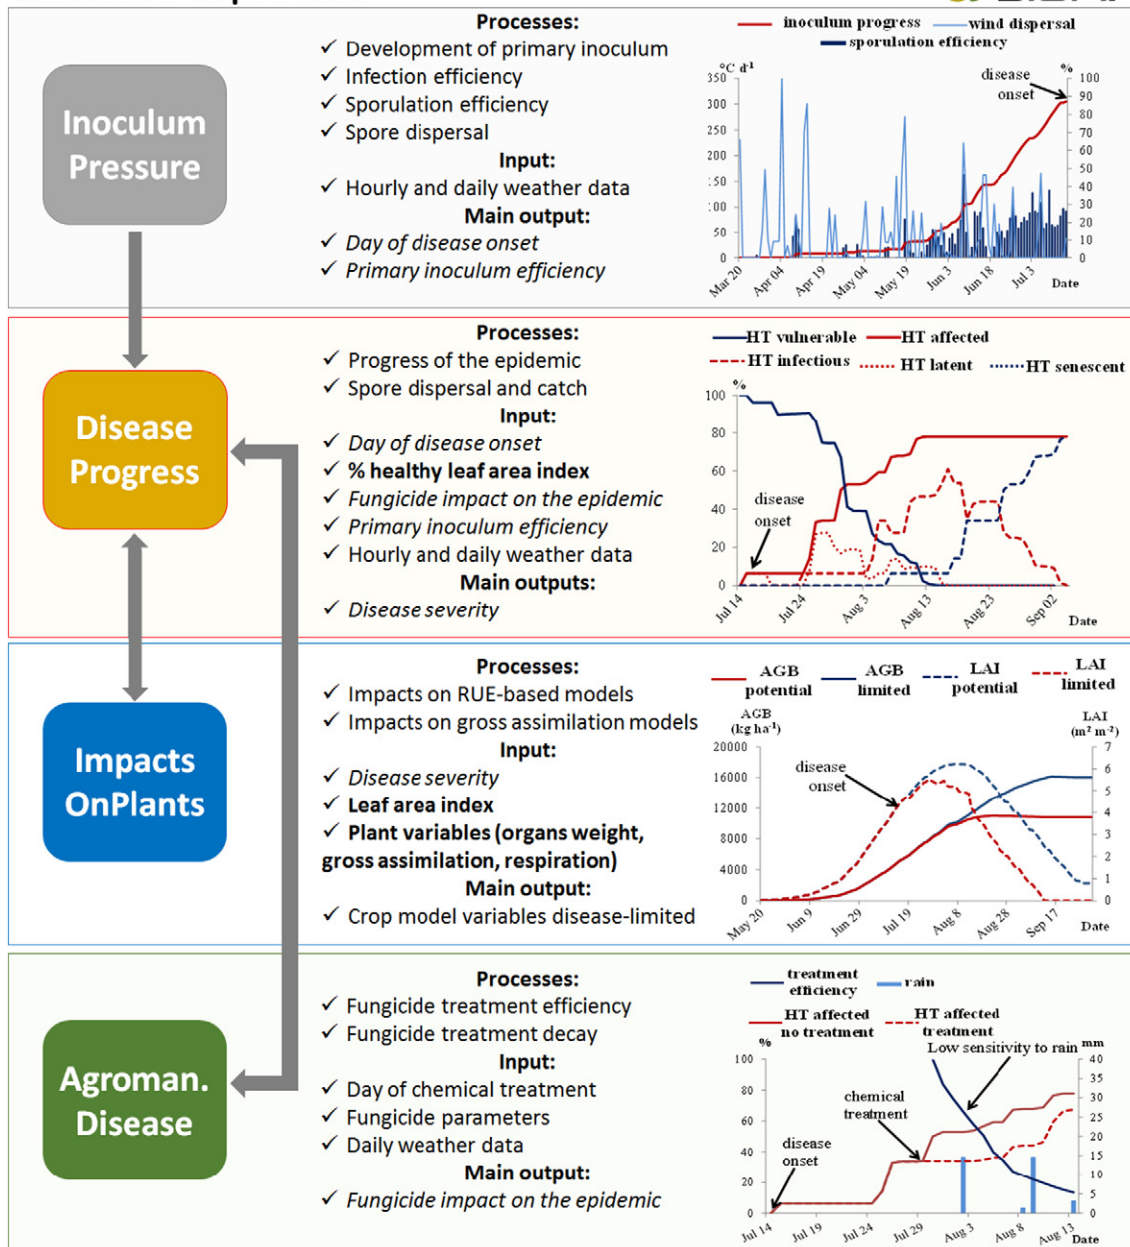 Inoculum
Pressure
Processes:
✓ Development of primary inoculum
✓ Infection efficiency
✓ Sporulation efficiency
✓ Spore dispersal
Input:
✓ Hourly and daily weather data
Main output:
✓ Day of disease onset
✓ Primary inoculum efficiency
inoculum progress
wind dispersal
sporulation efficiency
°C d⁻¹
%
disease
onset
350
300
250
200
150
100
50
0
100
90
80
70
60
50
40
30
20
10
0
Mar 20
Apr 04
Apr 19
May 04
May 19
Jun 3
Jun 18
Jul 3
Date
Disease
Progress
Processes:
✓ Progress of the epidemic
✓ Spore dispersal and catch
Input:
✓ Day of disease onset
✓ % healthy leaf area index
✓ Fungicide impact on the epidemic
✓ Primary inoculum efficiency
✓ Hourly and daily weather data
Main outputs:
✓ Disease severity
HT vulnerable
HT affected
HT infectious
HT latent
HT senescent
%
100
80
60
40
20
0
disease
onset
Jul 14
Jul 24
Aug 3
Aug 13
Aug 23
Sep 02
Date
Impacts
OnPlants
Processes:
✓ Impacts on RUE-based models
✓ Impacts on gross assimilation models
Input:
✓ Disease severity
✓ Leaf area index
✓ Plant variables (organs weight,
gross assimilation, respiration)
Main output:
✓ Crop model variables disease-limited
AGB
potential
AGB
limited
LAI
potential
LAI
limited
AGB
(kg ha⁻¹)
LAI
(m² m⁻²)
20000
16000
12000
8000
4000
0
7
6
5
4
3
2
1
0
disease
onset
May 20
Jun 9
Jun 29
Jul 19
Aug 8
Aug 28
Sep 17
Date
Agroman.
Disease
Processes:
✓ Fungicide treatment efficiency
✓ Fungicide treatment decay
Input:
✓ Day of chemical treatment
✓ Fungicide parameters
✓ Daily weather data
Main output:
✓ Fungicide impact on the epidemic
treatment
efficiency
rain
HT affected
no treatment
HT affected
treatment
%
Low sensitivity to rain
mm
100
80
60
40
20
0
40
35
30
25
20
15
10
5
0
chemical
treatment
disease
onset
Jul 14
Jul 19
Jul 24
Jul 29
Aug 3
Aug 8
Aug 13
Date